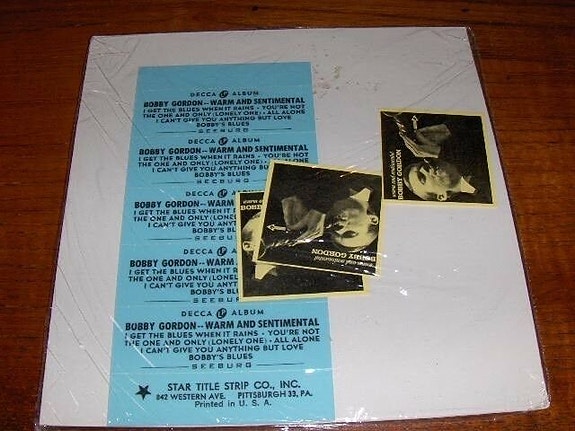 DECCA LP ALBUM
BOBBY GORDON--WARM AND SENTIMENTAL
I GET THE BLUES WHEN IT RAINS - YOU'RE NOT
THE ONE AND ONLY (LONELY ONE) - ALL ALONE
I CAN'T GIVE YOU ANYTHING BUT LOVE
BOBBY'S BLUES
SEEBURG
DECCA LP ALBUM
BOBBY GORDON--WARM AND SENTIMENTAL
I GET THE BLUES WHEN IT RAINS - YOU'RE NOT
THE ONE AND ONLY (LONELY ONE) - ALL ALONE
I CAN'T GIVE YOU ANYTHING BUT LOVE
BOBBY'S BLUES
SEEBURG
DECCA LP
BOBBY GORDON--WARM
I GET THE BLUES WHEN IT
THE ONE AND ONLY (LONEL
I CAN'T GIVE YOU ANY
BOBBY'S
SEEBU
DECCA
BOBBY GORDON--WARM
I GET THE BLUES WHEN IT RAINS - YOU'RE NOT
THE ONE AND ONLY (LONELY ONE) - ALL ALONE
I CAN'T GIVE YOU ANYTHING BUT LOVE
BOBBY'S BLUES
SEEBURG
DECCA LP ALBUM
BOBBY GORDON--WARM AND SENTIMENTAL
I GET THE BLUES WHEN IT RAINS - YOU'RE NOT
THE ONE AND ONLY (LONELY ONE) - ALL ALONE
I CAN'T GIVE YOU ANYTHING BUT LOVE
BOBBY'S BLUES
SEEBURG
STAR TITLE STRIP CO., INC.
842 WESTERN AVE. PITTSBURGH 33, PA.
Printed in U. S. A.
warm and sentimental
BOBBY GORDON
warm and sentimental
BOBBY GORDON